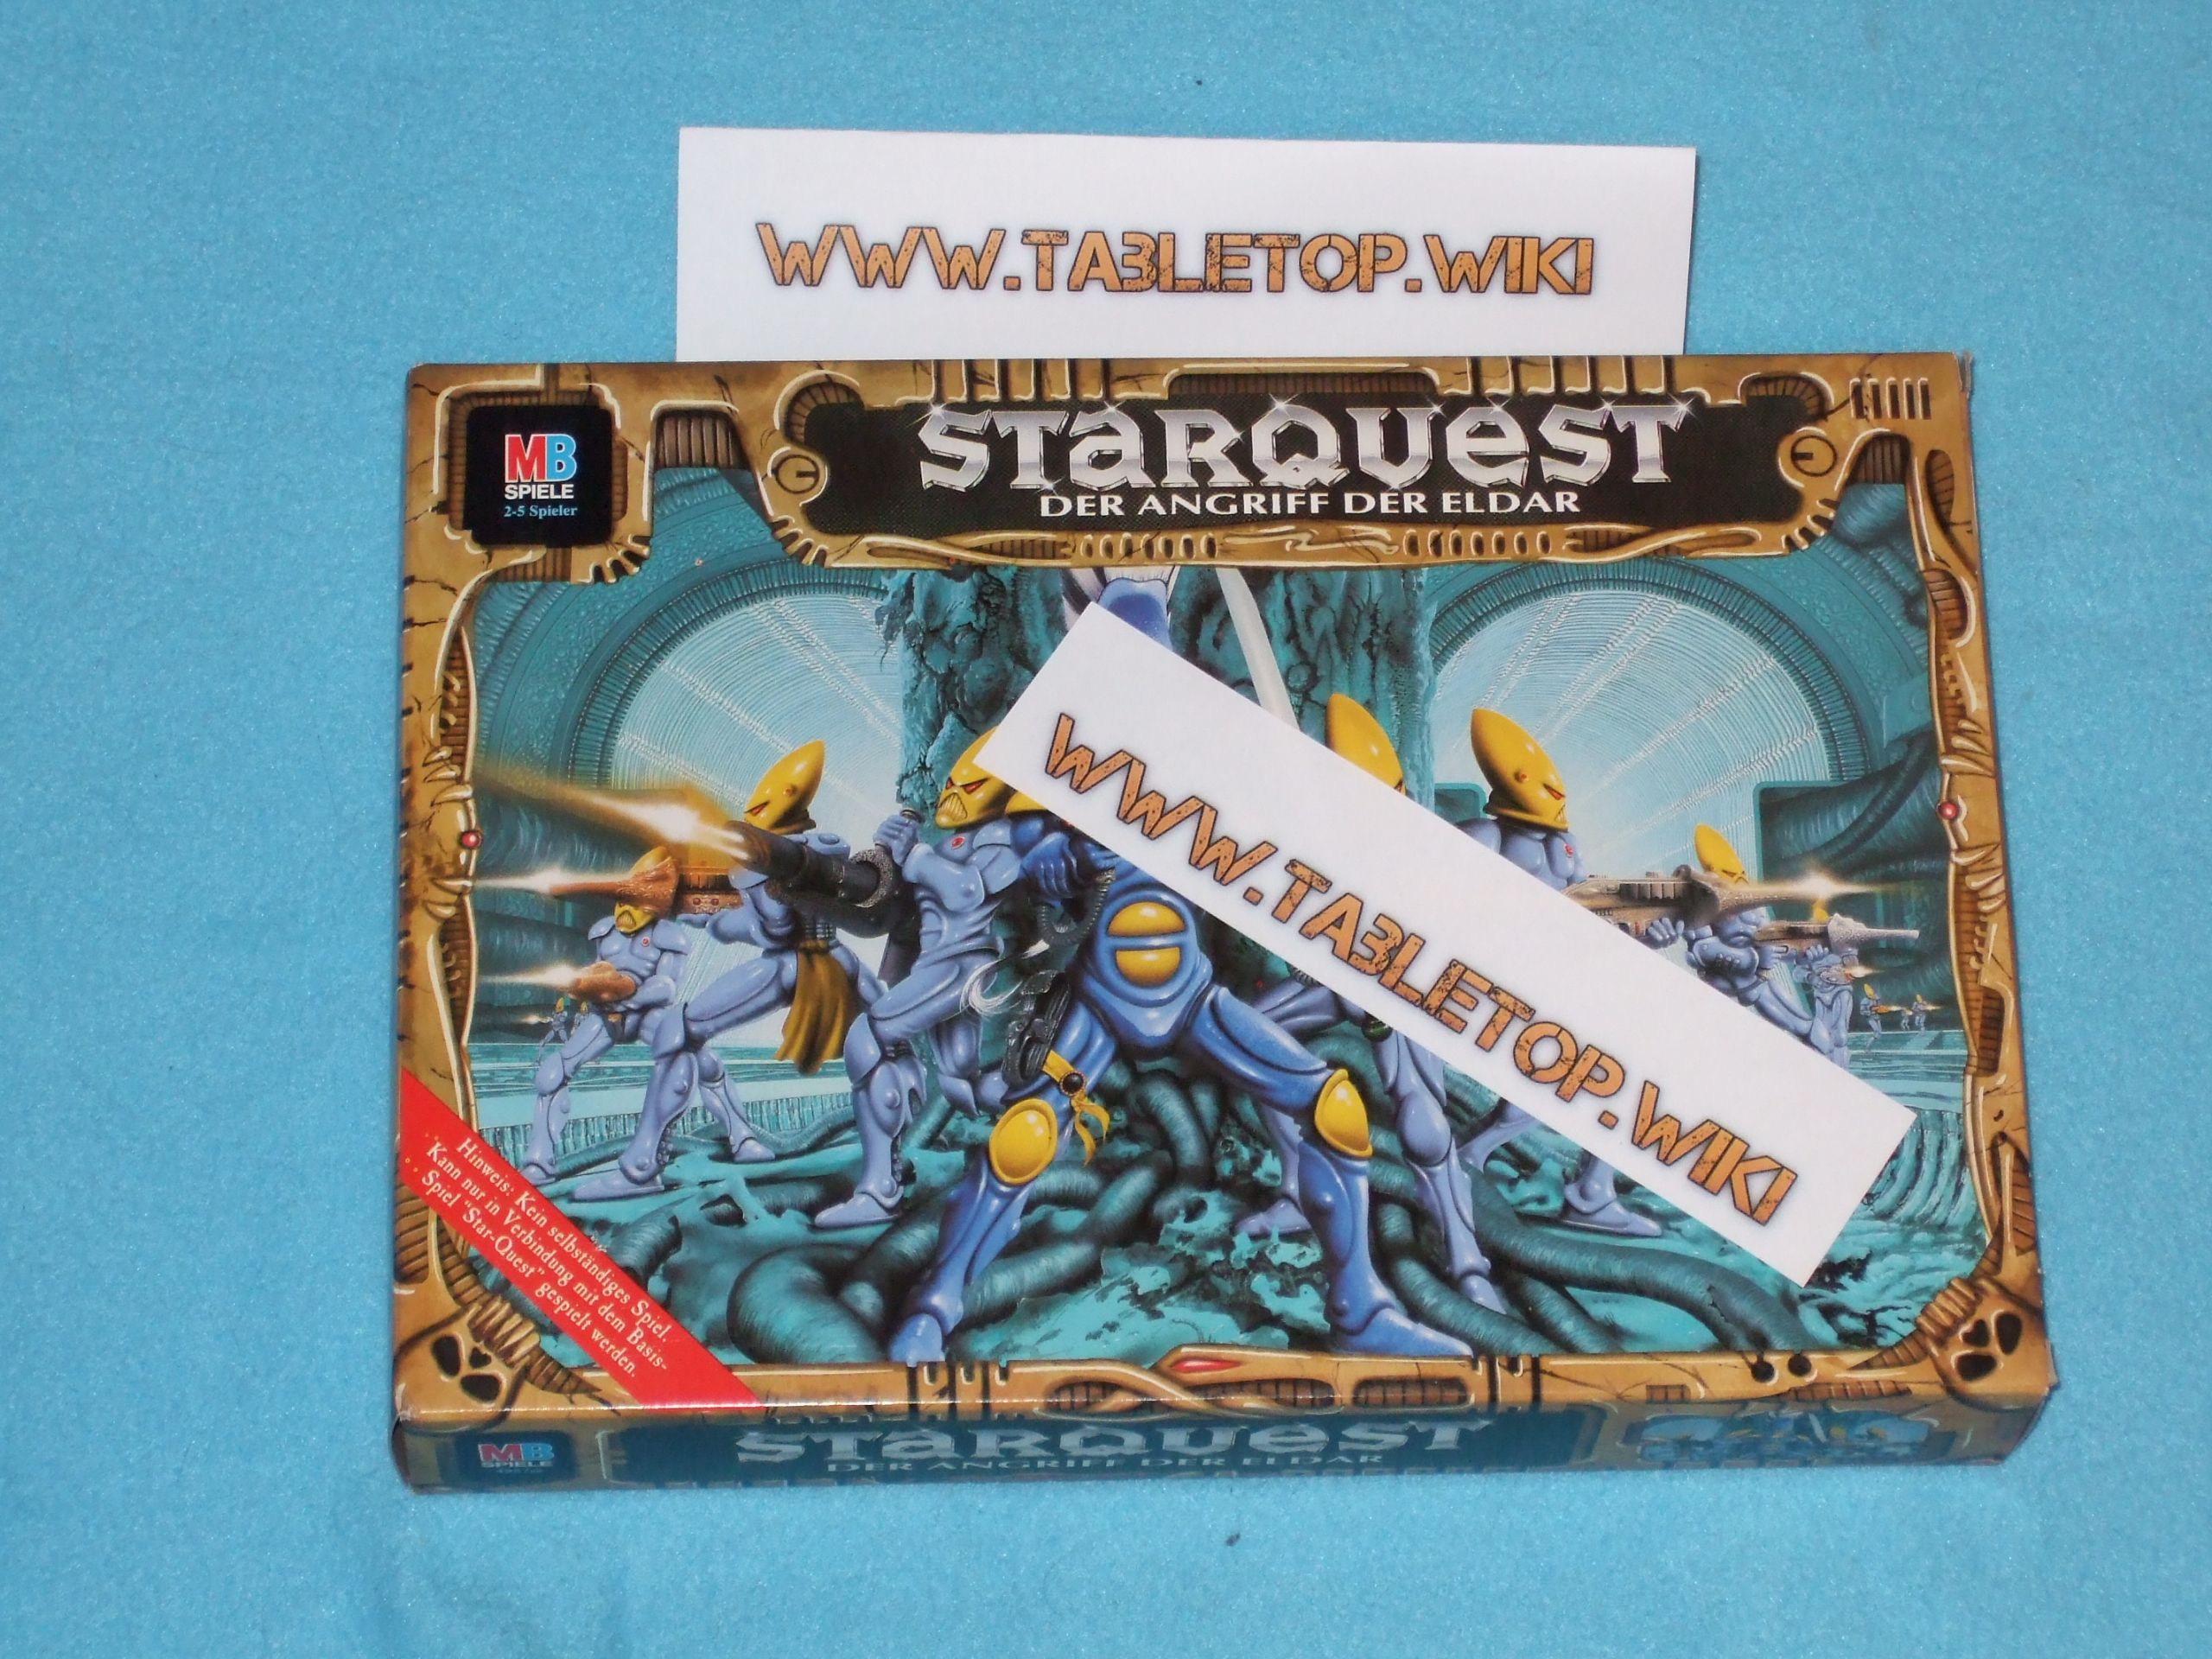 WWW.TABLETOP.WIKI
MB
SPIELE
2-5 Spieler
STARQUEST
DER ANGRIFF DER ELDAR
WWW.TABLETOP.WIKI
Hinweis: Kein selbständiges Spiel.
Kann nur in Verbindung mit dem Basis-
Spiel "Star-Quest" gespielt werden.
MB
SPIELE
STARQUEST
DER ANGRIFF DER ELDAR